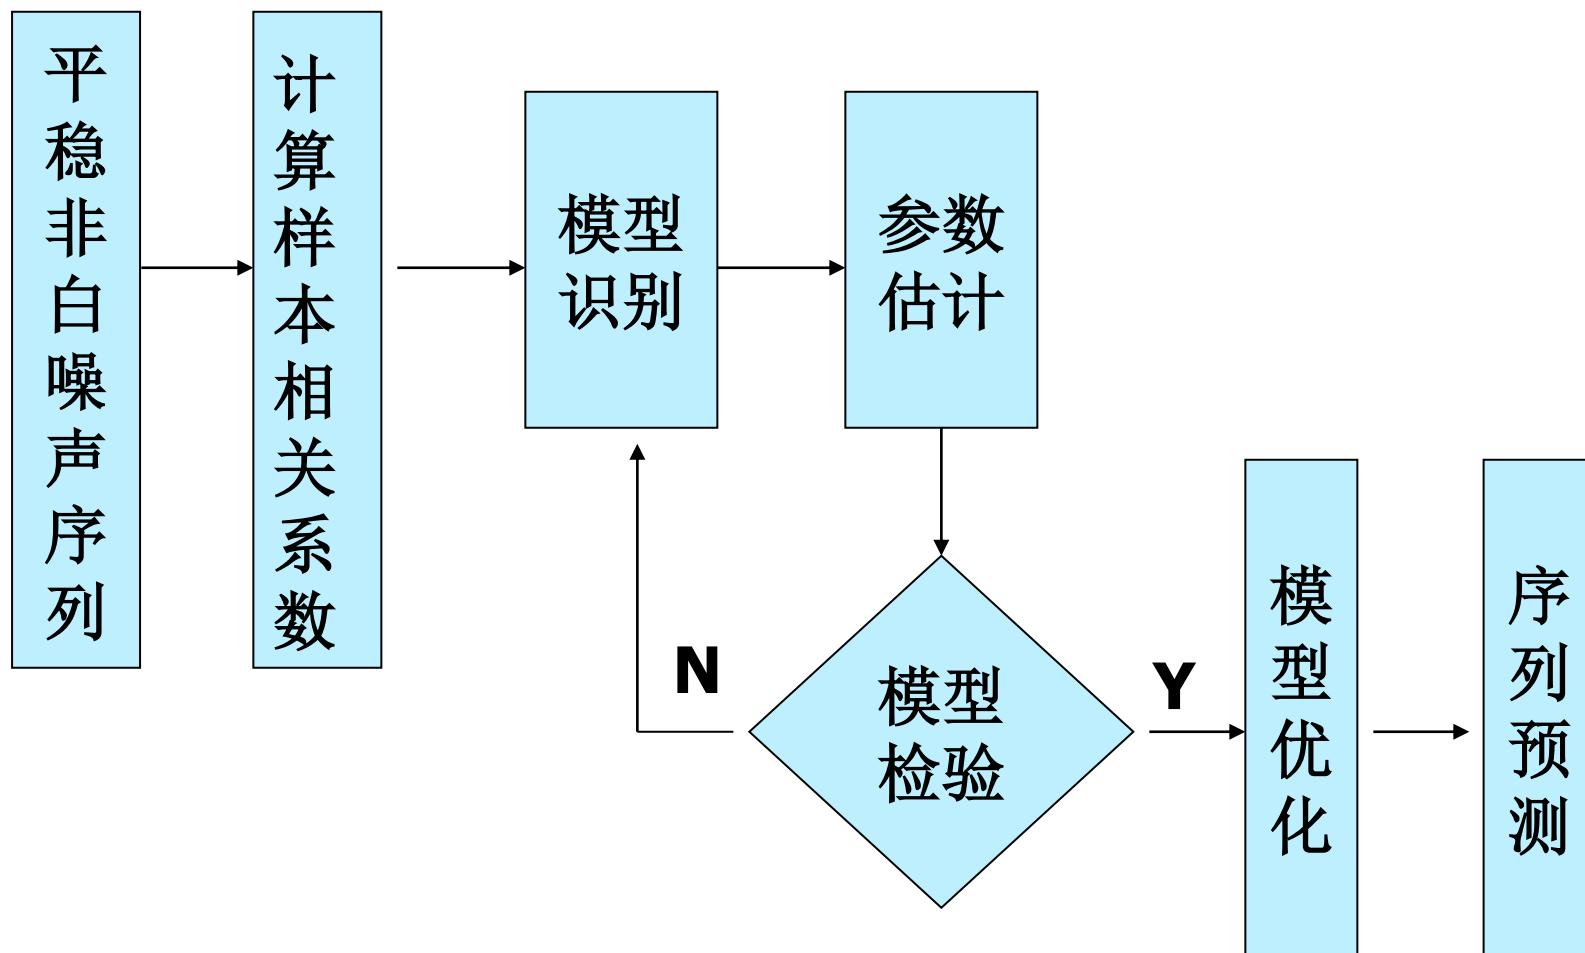 平稳非白噪声序列
计算样本相关系数
模型
识别
参数
估计
模型
检验
N
Y
模型优化
序列预测